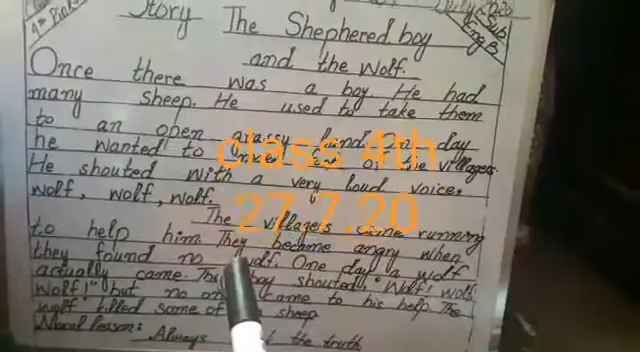 Story The Shephered boy
and the Wolf.
Once there was a boy He had
many sheep. He used to take them
to an open grassy land One day
he wanted to of the villagers
He shouted with a very loud voice,
wolf, wolf, wolf.
The villagers came running
to help him. They became angry when
they found no wolf. One day a wolf
actually came. The boy shouted, "Wolf! wolf
Wolf!" but no one came to his help. The
wolf killed some of sheep
Moral lesson: Always the truth
4th Pink
Sub
Eng B
class 4th
27.7.20